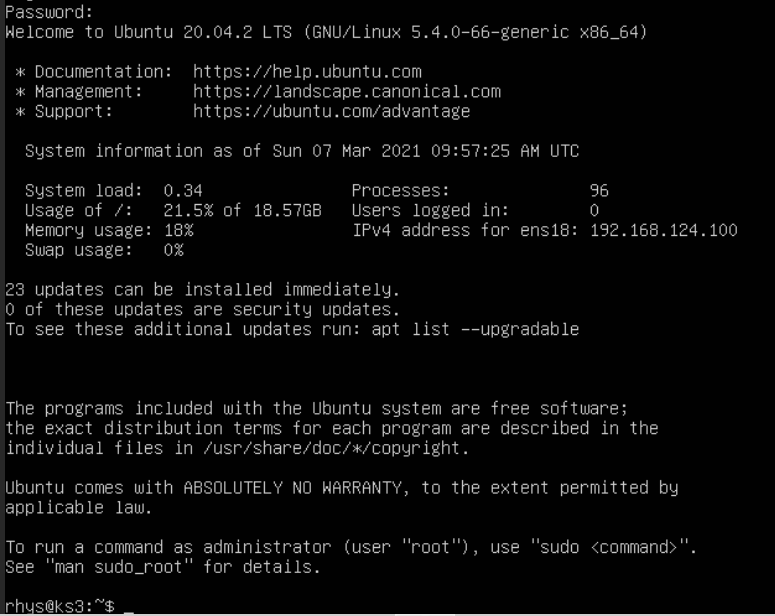 Password:
Welcome to Ubuntu 20.04.2 LTS (GNU/Linux 5.4.0-66-generic x86_64)
* Documentation:  https://help.ubuntu.com
* Management:     https://landscape.canonical.com
* Support:        https://ubuntu.com/advantage
System information as of Sun 07 Mar 2021 09:57:25 AM UTC
System load:  0.34               Processes:               96
Usage of /:   21.5% of 18.57GB   Users logged in:         0
Memory usage: 18%                IPv4 address for ens18: 192.168.124.100
Swap usage:   0%
23 updates can be installed immediately.
0 of these updates are security updates.
To see these additional updates run: apt list --upgradable
The programs included with the Ubuntu system are free software;
the exact distribution terms for each program are described in the
individual files in /usr/share/doc/*/copyright.
Ubuntu comes with ABSOLUTELY NO WARRANTY, to the extent permitted by
applicable law.
To run a command as administrator (user "root"), use "sudo <command>".
See "man sudo_root" for details.
rhys@ks3:~$ _